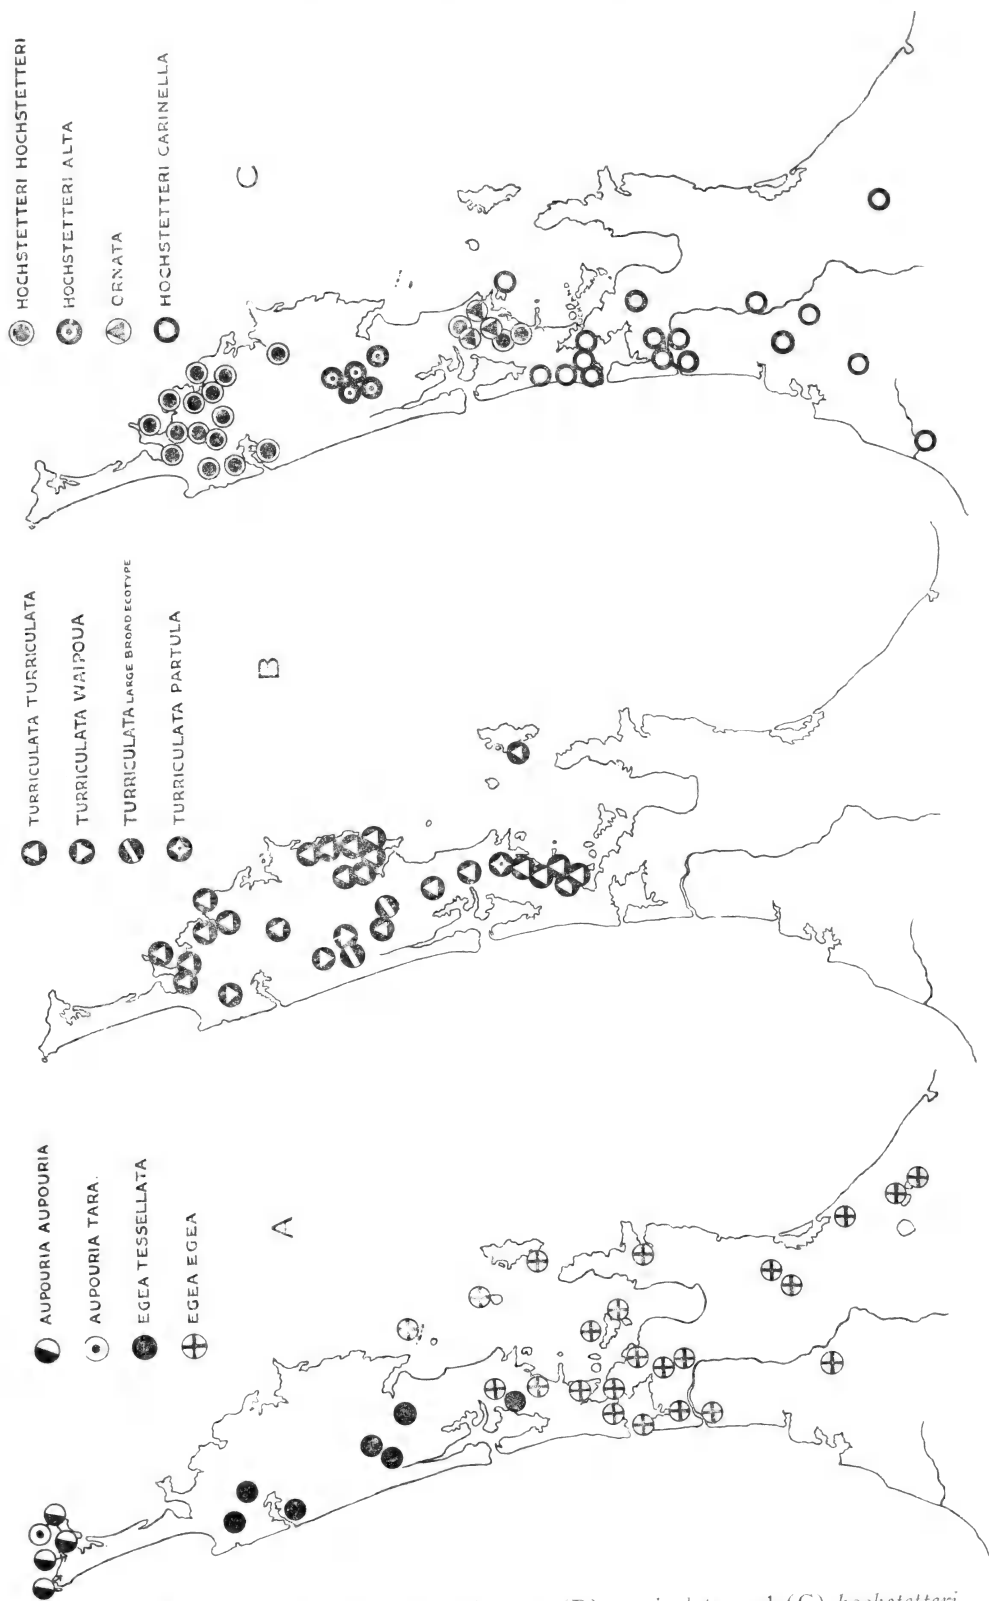 AUPOURIA AUPOURIA
AUPOURIA TARA.
EGEA TESSELLATA
EGEA EGEA
A
TURRICULATA TURRICULATA
TURRICULATA WAIPOUA
TURRICULATA LARGE BROAD ECOTYPE
TURRICULATA PARTULA
B
HOCHSTETTERI HOCHSTETTERI
HOCHSTETTERI ALTA
ORNATA
HOCHSTETTERI CARINELLA
C
(C) hochstetteri